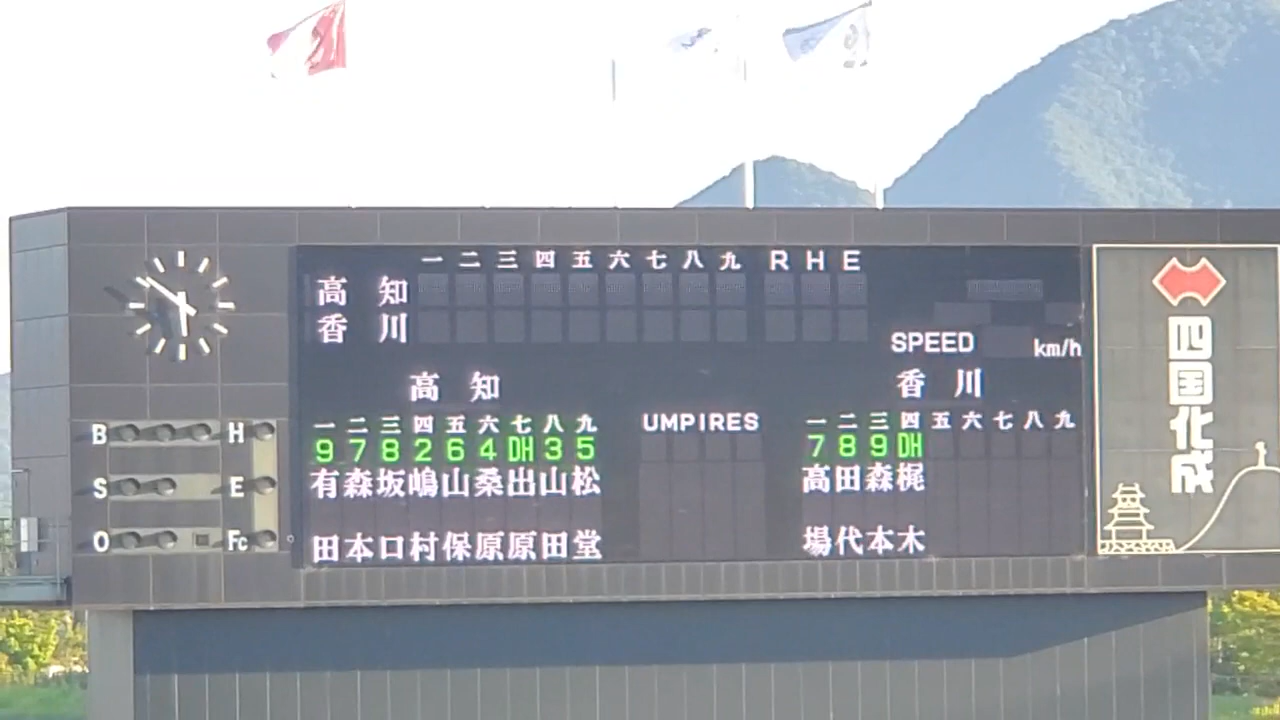 一 二 三 四 五 六 七 八 九 R H E
高 知
香 川
SPEED km/h
高 知
香 川
一 二 三 四 五 六 七 八 九
9 7 8 2 6 4 DH 3 5
有 森 坂 嶋 山 桑 出 山 松
田 本 口 村 保 原 原 田 堂
UMPIRES
一 二 三 四 五 六 七 八 九
7 8 9 DH
高 田 森 梶
場 代 本 木
B H
S E
O Fc
四国化成